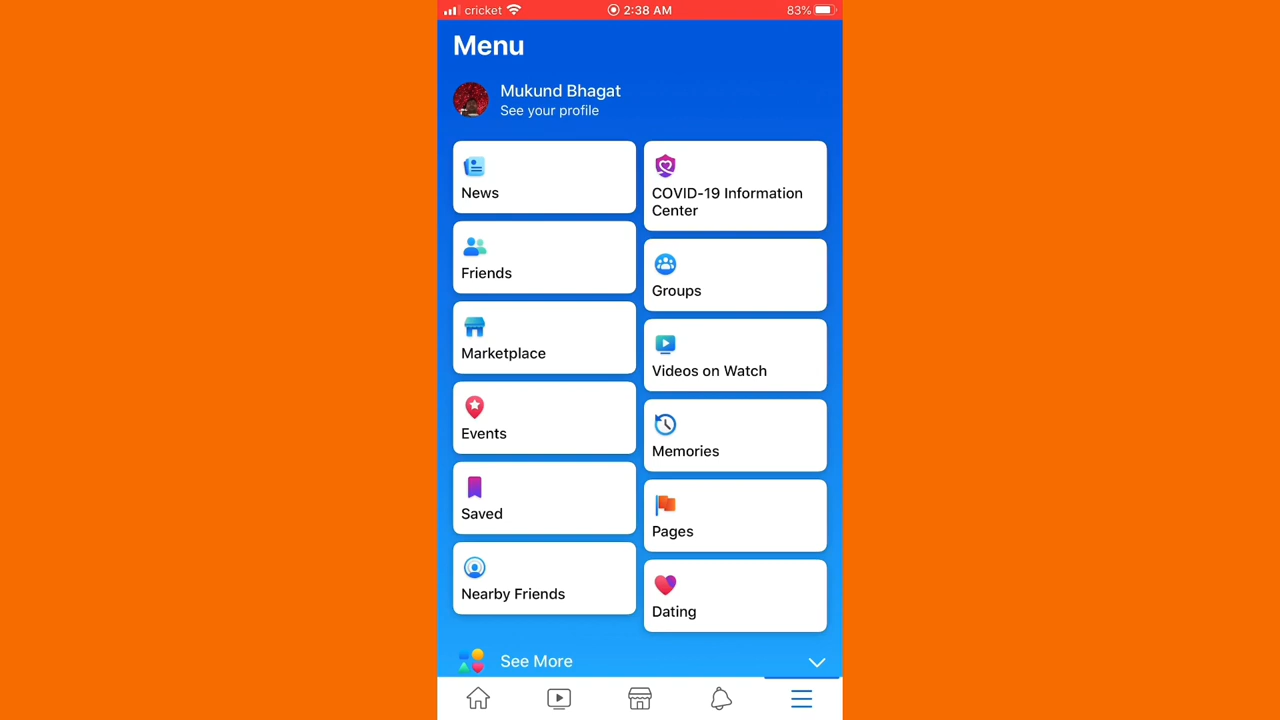 cricket 2:38 AM 83%
Menu
Mukund Bhagat
See your profile
News
COVID-19 Information
Center
Friends
Groups
Marketplace
Videos on Watch
Events
Memories
Saved
Pages
Nearby Friends
Dating
See More